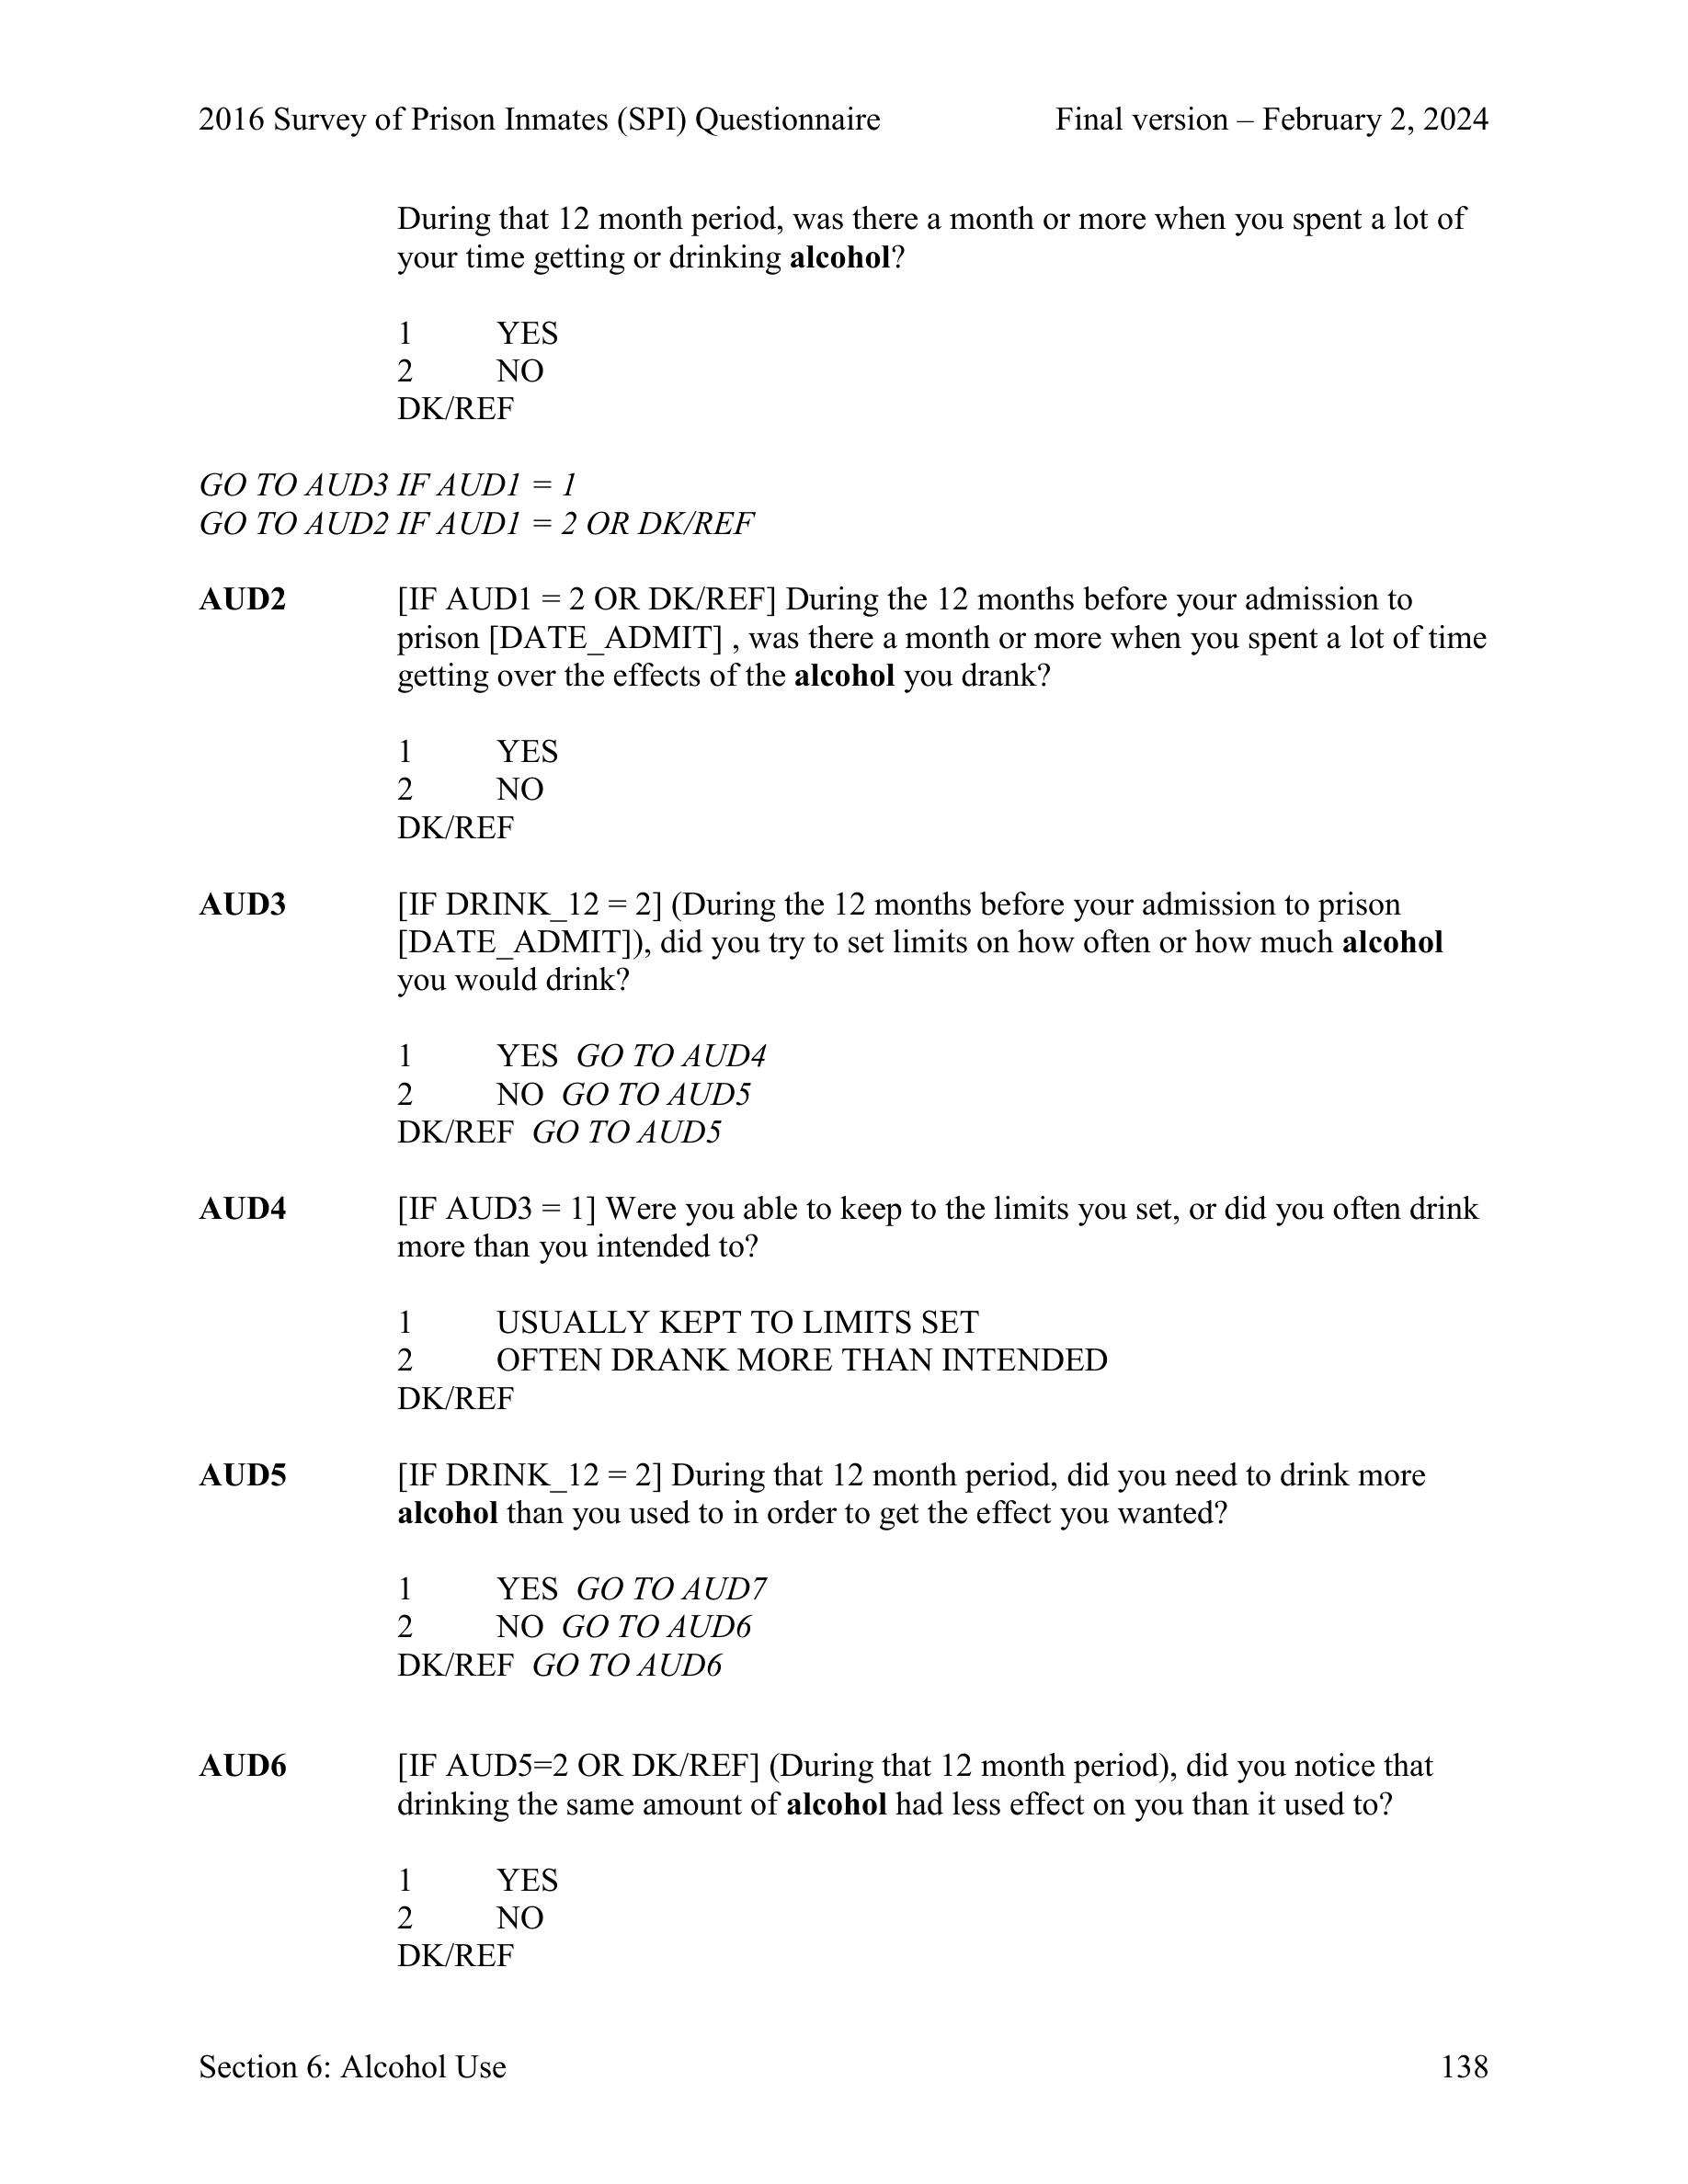 2016 Survey of Prison Inmates (SPI) Questionnaire Final version – February 2, 2024
During that 12 month period, was there a month or more when you spent a lot of
your time getting or drinking alcohol?
1 YES
2 NO
DK/REF
GO TO AUD3 IF AUD1 = 1
GO TO AUD2 IF AUD1 = 2 OR DK/REF
AUD2 [IF AUD1 = 2 OR DK/REF] During the 12 months before your admission to
prison [DATE_ADMIT] , was there a month or more when you spent a lot of time
getting over the effects of the alcohol you drank?
1 YES
2 NO
DK/REF
AUD3 [IF DRINK_12 = 2] (During the 12 months before your admission to prison
[DATE_ADMIT]), did you try to set limits on how often or how much alcohol
you would drink?
1 YES GO TO AUD4
2 NO GO TO AUD5
DK/REF GO TO AUD5
AUD4 [IF AUD3 = 1] Were you able to keep to the limits you set, or did you often drink
more than you intended to?
1 USUALLY KEPT TO LIMITS SET
2 OFTEN DRANK MORE THAN INTENDED
DK/REF
AUD5 [IF DRINK_12 = 2] During that 12 month period, did you need to drink more
alcohol than you used to in order to get the effect you wanted?
1 YES GO TO AUD7
2 NO GO TO AUD6
DK/REF GO TO AUD6
AUD6 [IF AUD5=2 OR DK/REF] (During that 12 month period), did you notice that
drinking the same amount of alcohol had less effect on you than it used to?
1 YES
2 NO
DK/REF
Section 6: Alcohol Use 138